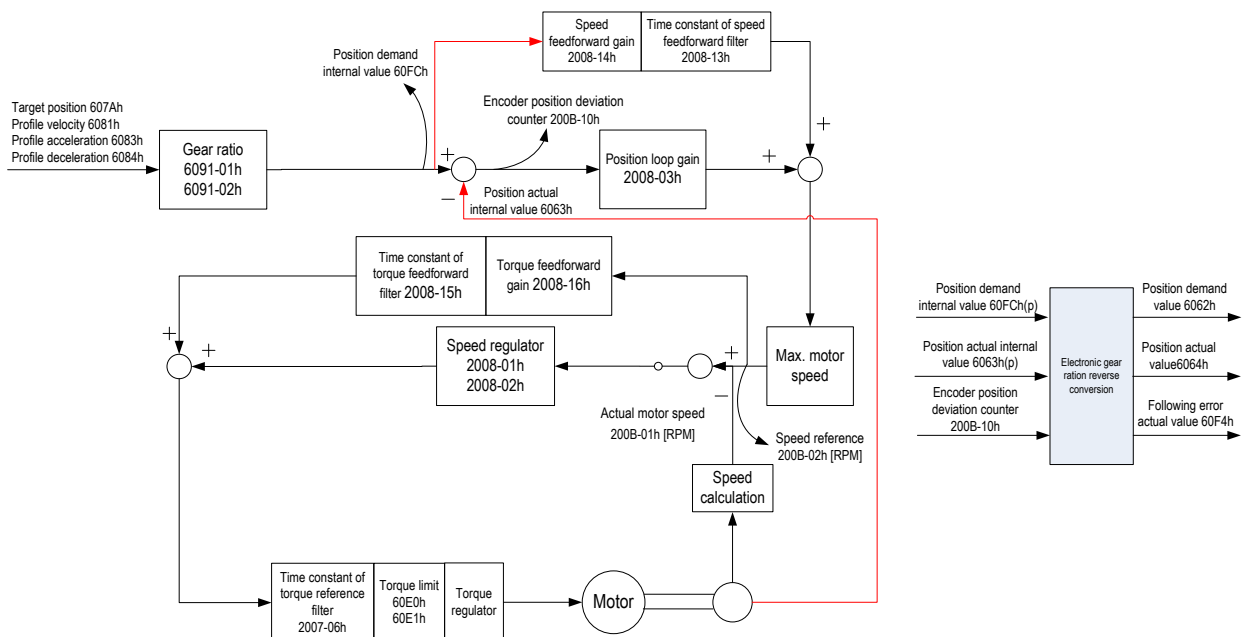 Speed
feedforward gain
2008-14h
Time constant of speed
feedforward filter
2008-13h
Position demand
internal value 60FCh
Target position 607Ah
Profile velocity 6081h
Profile acceleration 6083h
Profile deceleration 6084h
Gear ratio
6091-01h
6091-02h
Encoder position deviation
counter 200B-10h
+
−
Position actual
internal value 6063h
Position loop gain
2008-03h
+
+
Time constant of
torque feedforward
filter 2008-15h
Torque feedforward
gain 2008-16h
+
+
Speed regulator
2008-01h
2008-02h
+
−
Max. motor
speed
Actual motor speed
200B-01h [RPM]
Speed reference
200B-02h [RPM]
Speed
calculation
Time constant of
torque reference
filter
2007-06h
Torque limit
60E0h
60E1h
Torque
regulator
Motor
Position demand
internal value 60FCh(p)
Position actual internal
value 6063h(p)
Encoder position
deviation counter
200B-10h
Electronic gear
ration reverse
conversion
Position demand
value 6062h
Position actual
value6064h
Following error
actual value 60F4h